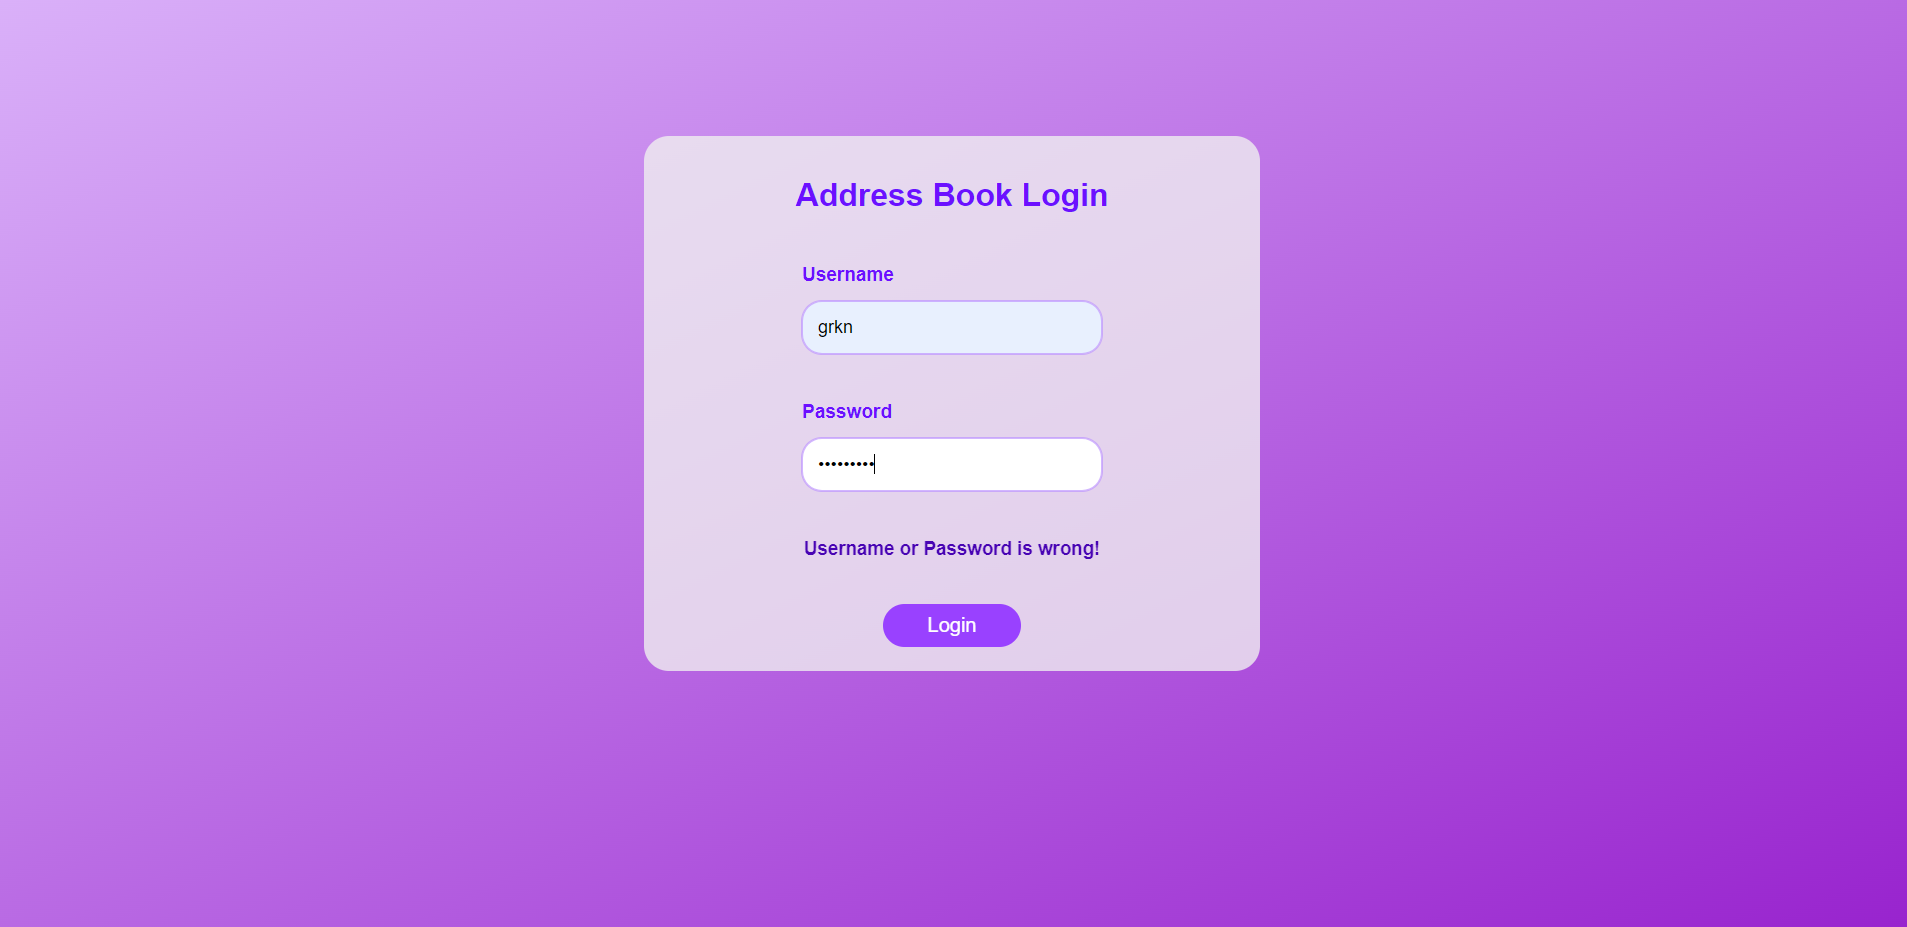 Address Book Login
Username
grkn
Password
•••••••••
Username or Password is wrong!
Login